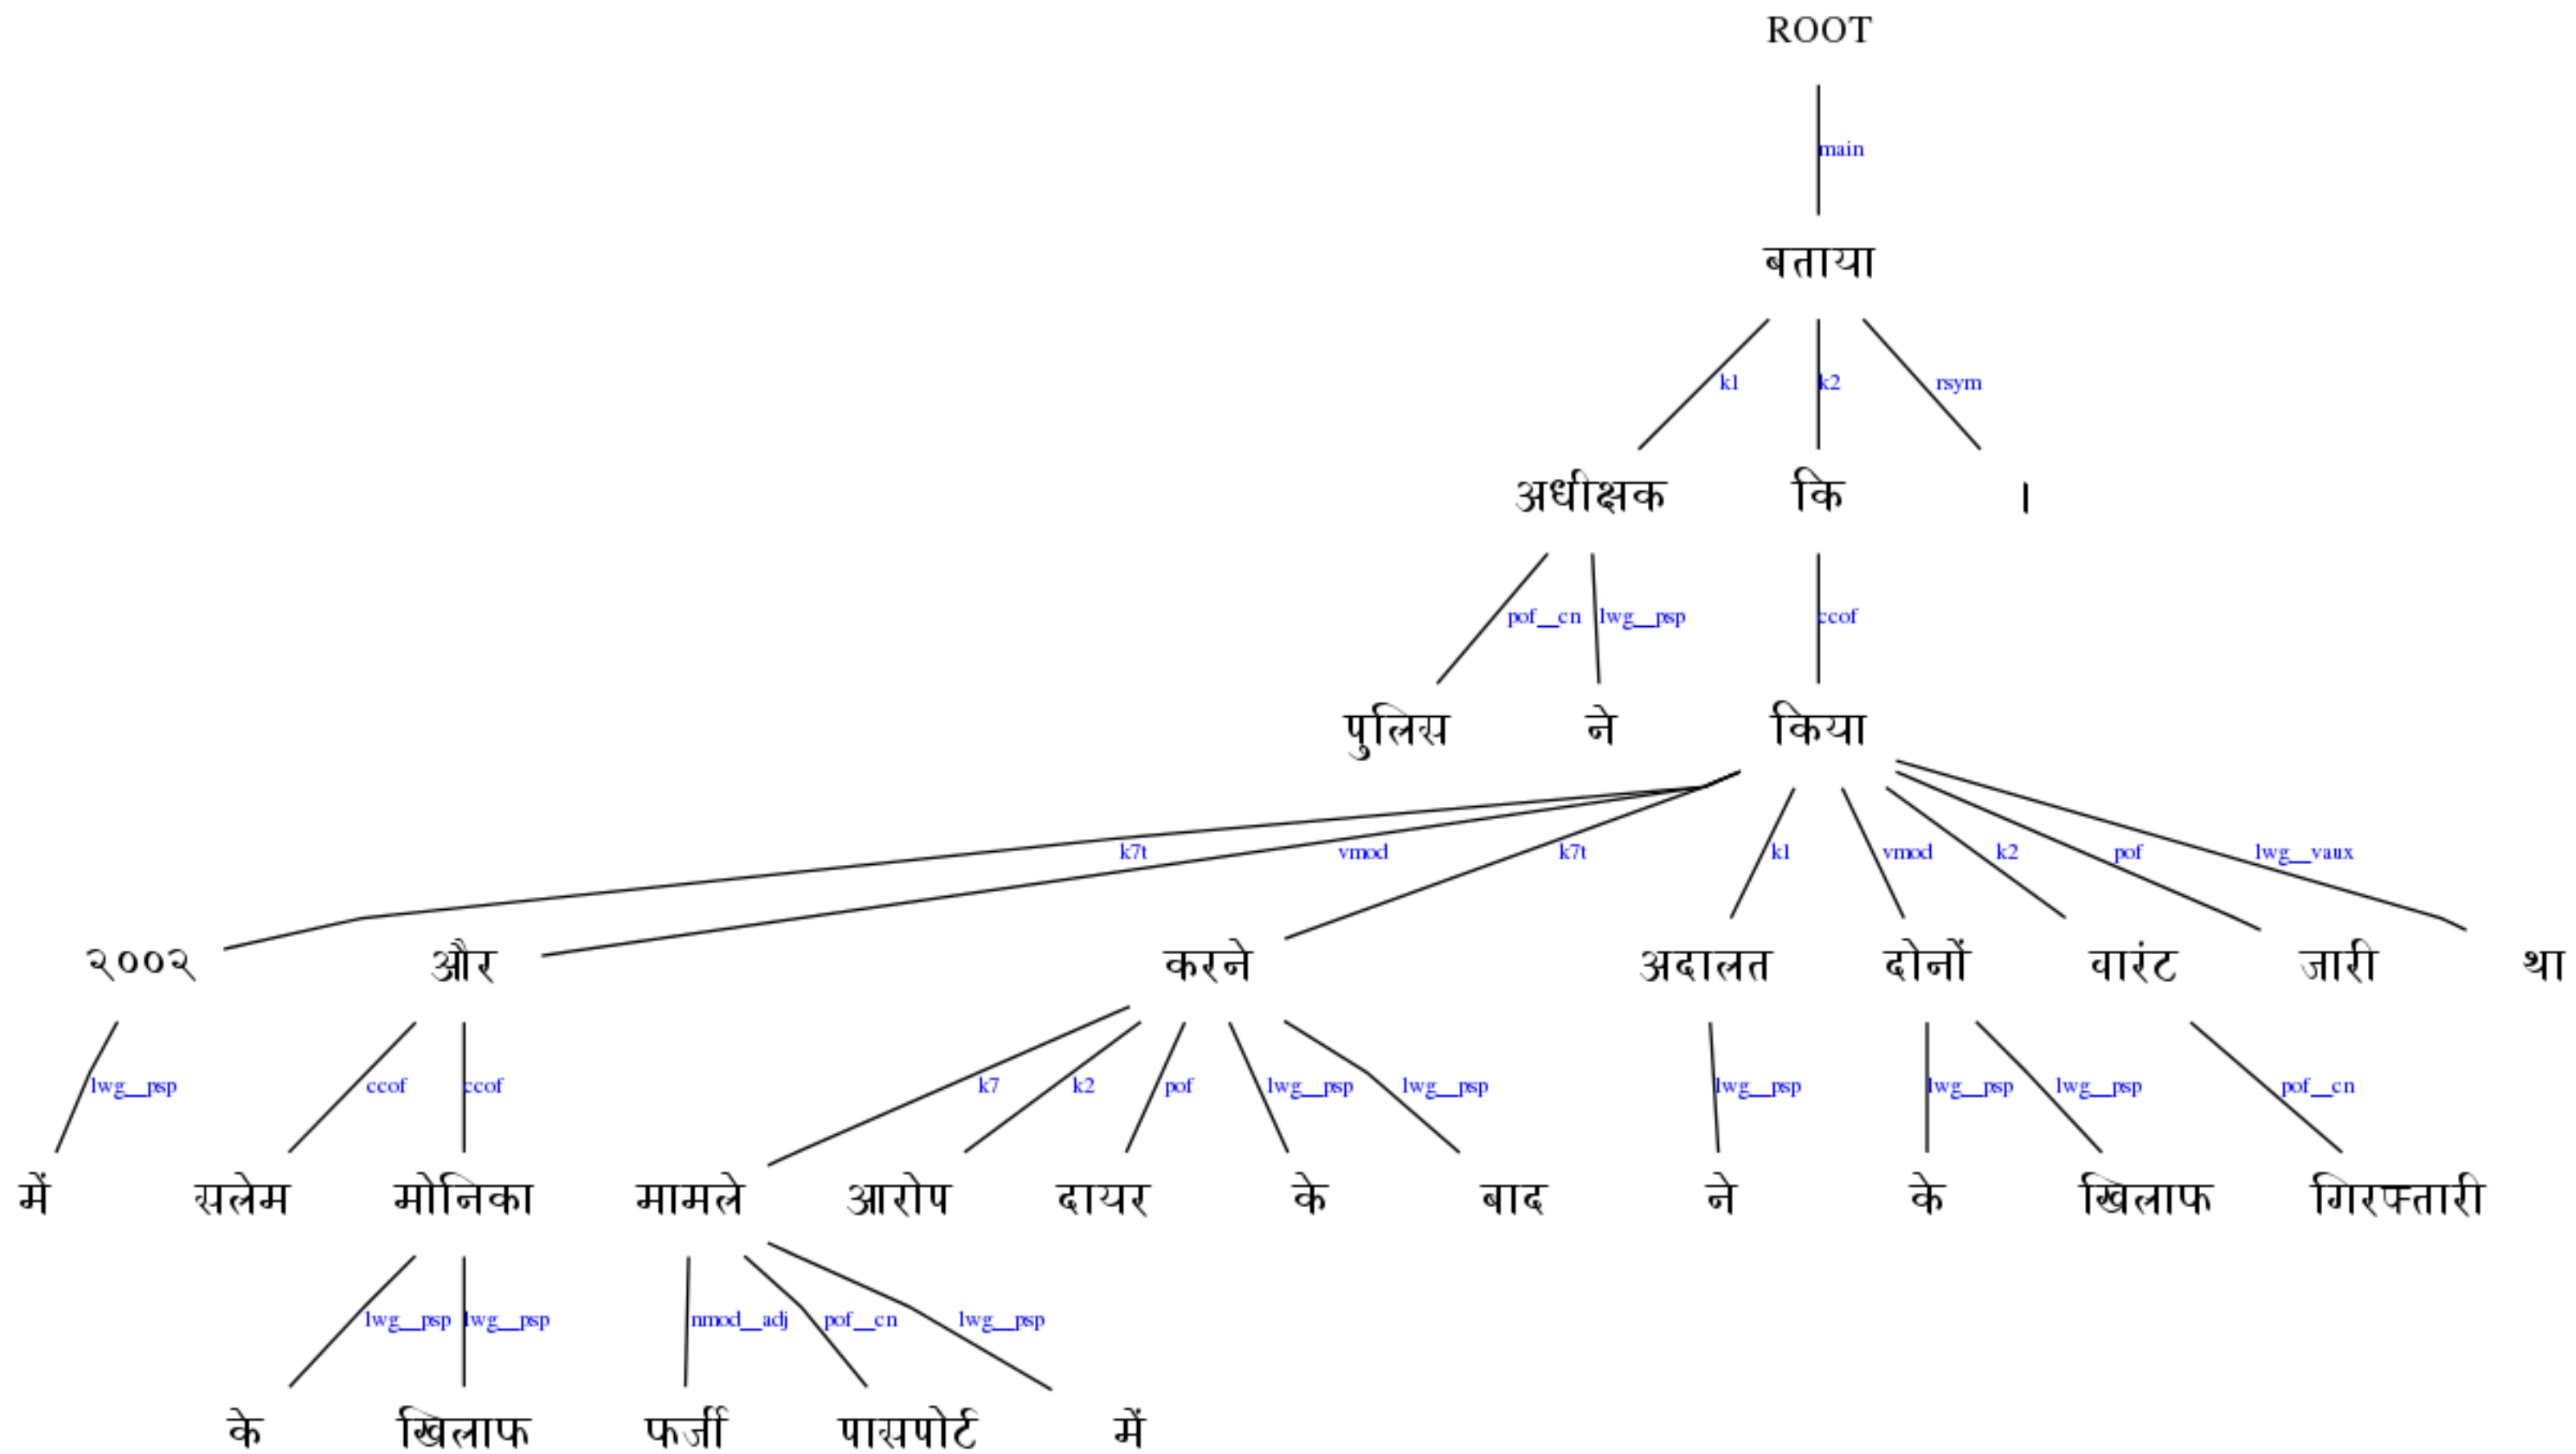 ROOT
main
बताया
k1 k2 rsym
अधीक्षक कि ।
pof__cn lwg__psp ccof
पुलिस ने किया
k7t vmod k7t k1 vmod k2 pof lwg__vaux
२००२ और करने अदालत दोनों वारंट जारी था
lwg__psp ccof ccof k7 k2 pof lwg__psp lwg__psp lwg__psp lwg__psp lwg__psp pof__cn
में सलेम मोनिका मामले आरोप दायर के बाद ने के खिलाफ गिरफ्तारी
lwg__psp lwg__psp nmod__adj pof__cn lwg__psp
के खिलाफ फर्जी पासपोर्ट में